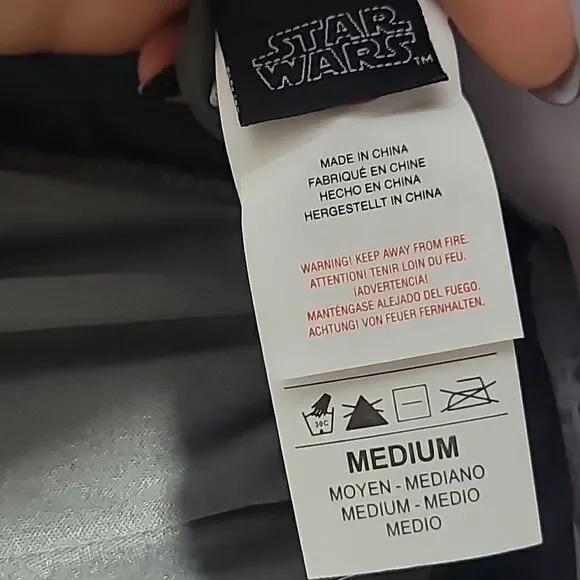 STAR
WARS™
MADE IN CHINA
FABRIQUÉ EN CHINE
HECHO EN CHINA
HERGESTELLT IN CHINA
WARNING! KEEP AWAY FROM FIRE.
ATTENTION! TENIR LOIN DU FEU.
¡ADVERTENCIA!
MANTÉNGASE ALEJADO DEL FUEGO.
ACHTUNG! VON FEUER FERNHALTEN.
30C
MEDIUM
MOYEN - MEDIANO
MEDIUM - MEDIO
MEDIO